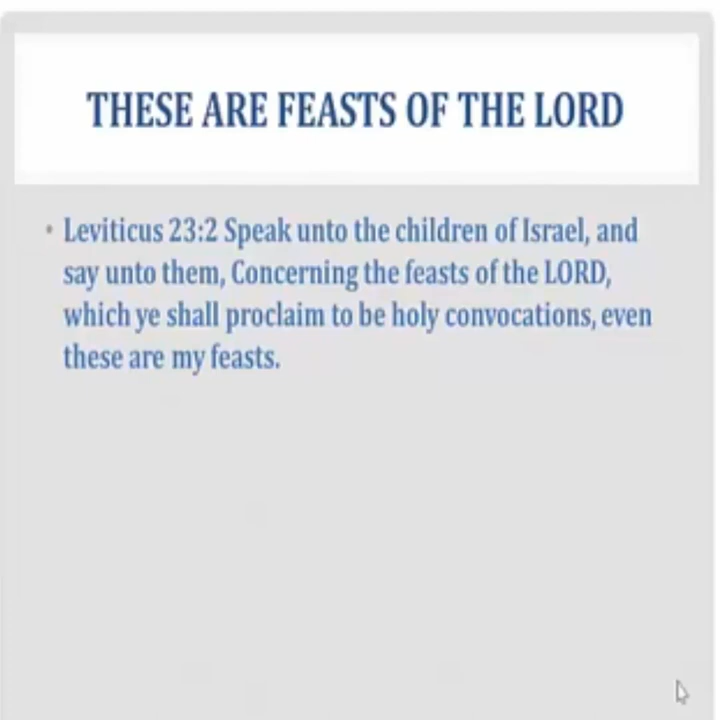 THESE ARE FEASTS OF THE LORD
• Leviticus 23:2 Speak unto the children of Israel, and
say unto them, Concerning the feasts of the LORD,
which ye shall proclaim to be holy convocations, even
these are my feasts.